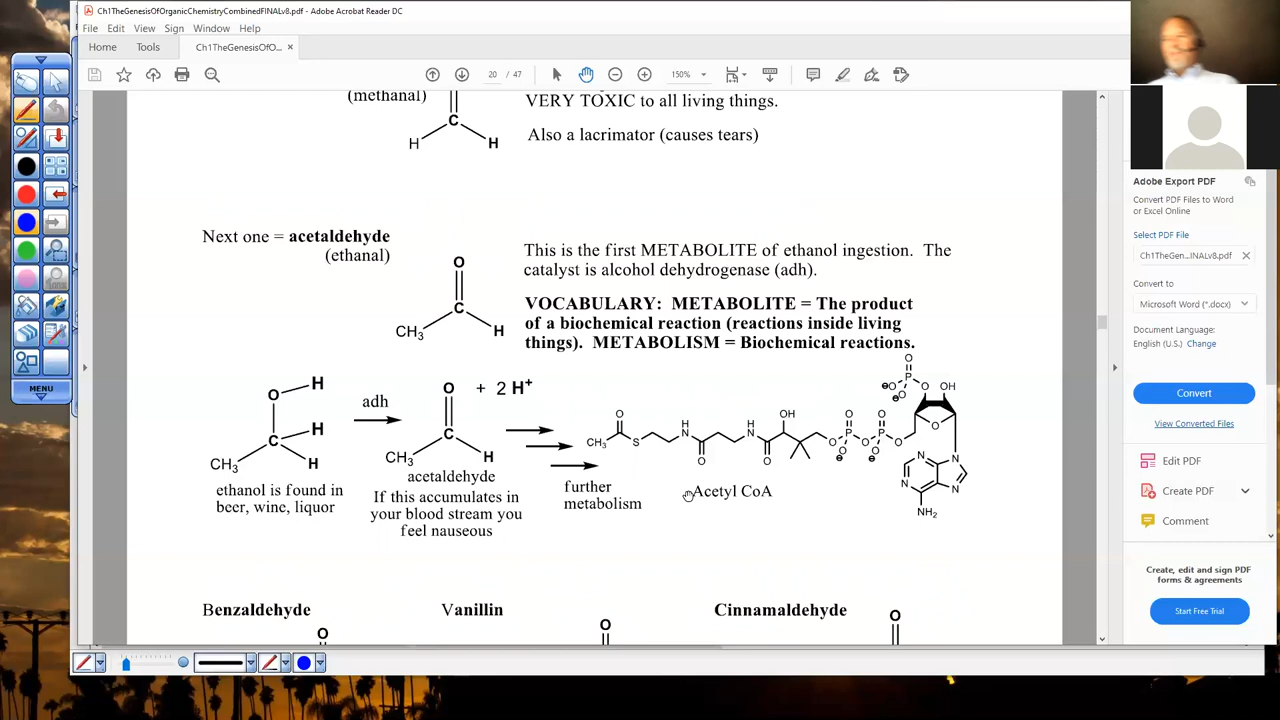 Ch1TheGenesisOfOrganicChemistryCombinedFINALv8.pdf - Adobe Acrobat Reader DC
File Edit View Sign Window Help
Home Tools Ch1TheGenesisOfO... ×
20 / 47 150%
(methanal)
VERY TOXIC to all living things.
C
H H
Also a lacrimator (causes tears)
Next one = acetaldehyde
(ethanal)
O
C
CH3 H
This is the first METABOLITE of ethanol ingestion. The
catalyst is alcohol dehydrogenase (adh).
VOCABULARY: METABOLITE = The product
of a biochemical reaction (reactions inside living
things). METABOLISM = Biochemical reactions.
O H
C H
CH3 H
adh
O
C
CH3 H
+ 2 H+
acetaldehyde
ethanol is found in
beer, wine, liquor
If this accumulates in
your blood stream you
feel nauseous
further
metabolism
CH3 O S H N O H N O OH O O P O O P O O O P O O OH O N N N N NH2
Acetyl CoA
Benzaldehyde Vanillin Cinnamaldehyde
O O O
MENU
Adobe Export PDF
Convert PDF Files to Word
or Excel Online
Select PDF File
Ch1TheGen...INALv8.pdf ×
Convert to
Microsoft Word (*.docx)
Document Language:
English (U.S.) Change
Convert
View Converted Files
Edit PDF
Create PDF
Comment
Create, edit and sign PDF
forms & agreements
Start Free Trial